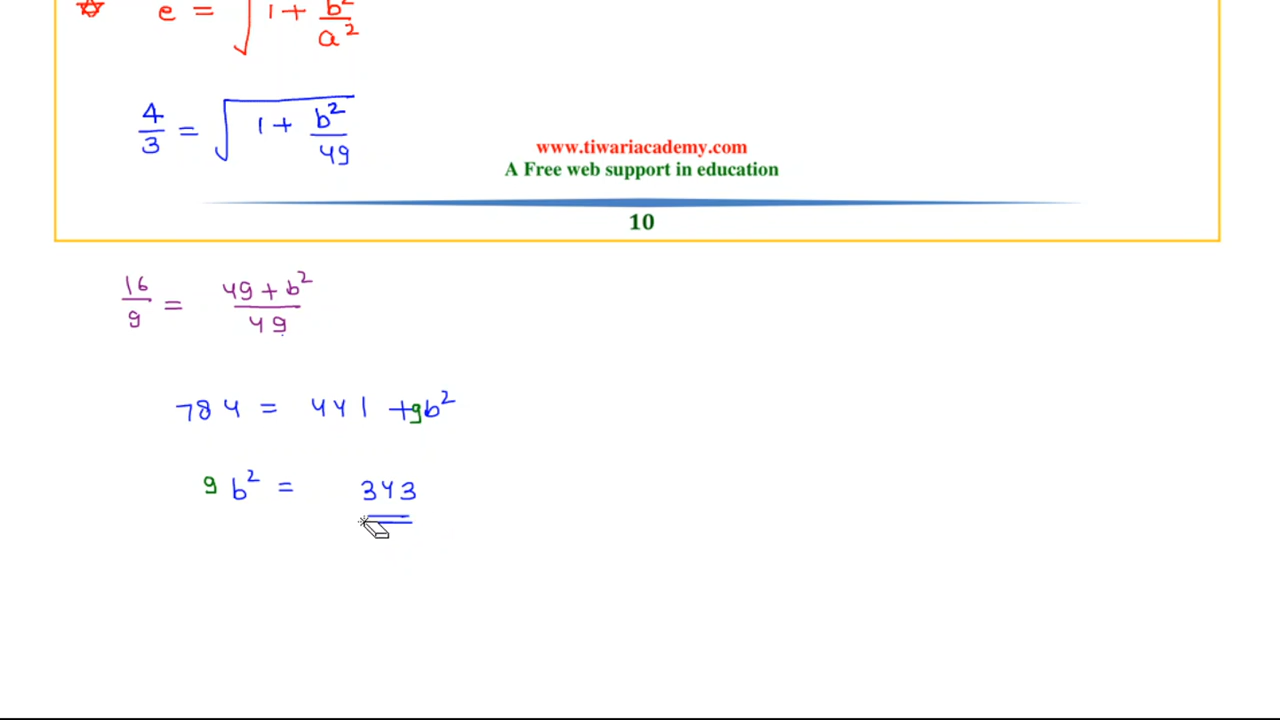 ☆ e = √(1 + b²/a²)
4/3 = √(1 + b²/49)
www.tiwariacademy.com
A Free web support in education
10
16/9 = (49 + b²)/49
784 = 441 + 9b²
9 b² = 343